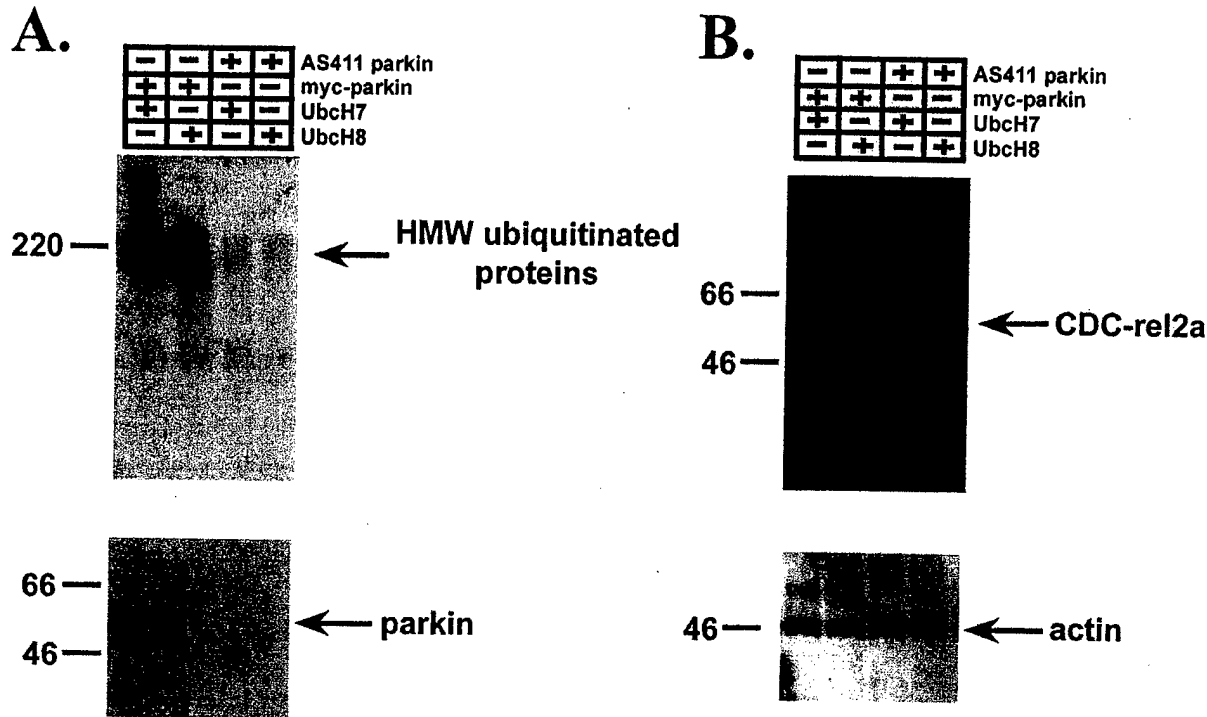 A.
− − + + AS411 parkin
+ + − − myc-parkin
+ − + − UbcH7
− + − + UbcH8
220
HMW ubiquitinated
proteins
66
46
parkin
B.
− − + + AS411 parkin
+ + − − myc-parkin
+ − + − UbcH7
− + − + UbcH8
66
46
CDC-rel2a
46
actin